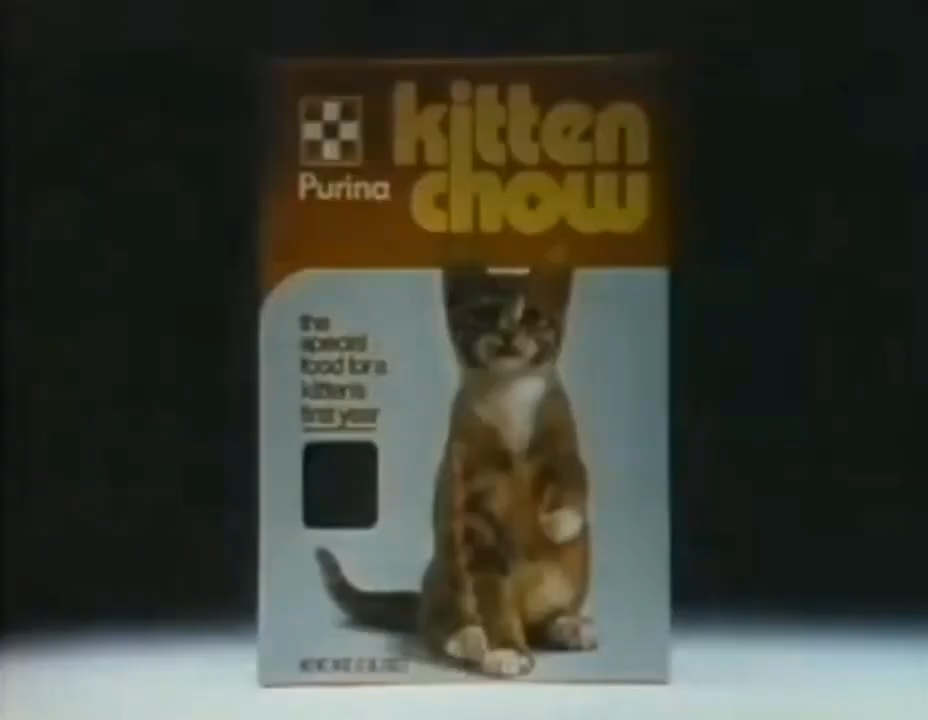 kitten
chow
Purina
the
special
food for a
kitten's
first year